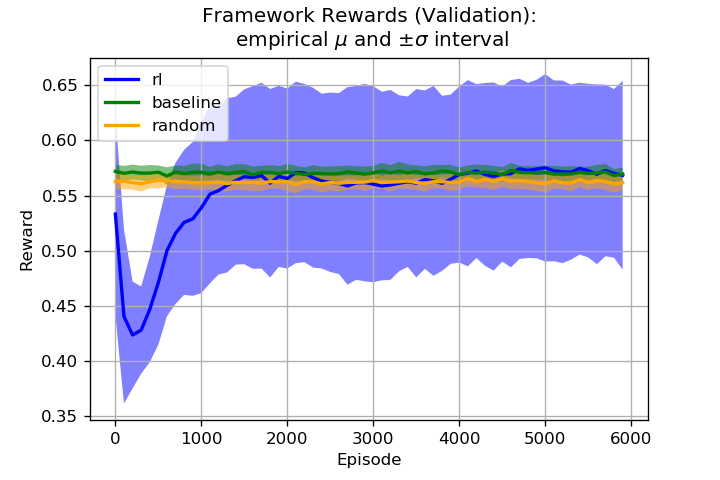 Framework Rewards (Validation):
empirical μ and ±σ interval
rl
baseline
random
Reward
0.65
0.60
0.55
0.50
0.45
0.40
0.35
0 1000 2000 3000 4000 5000 6000
Episode